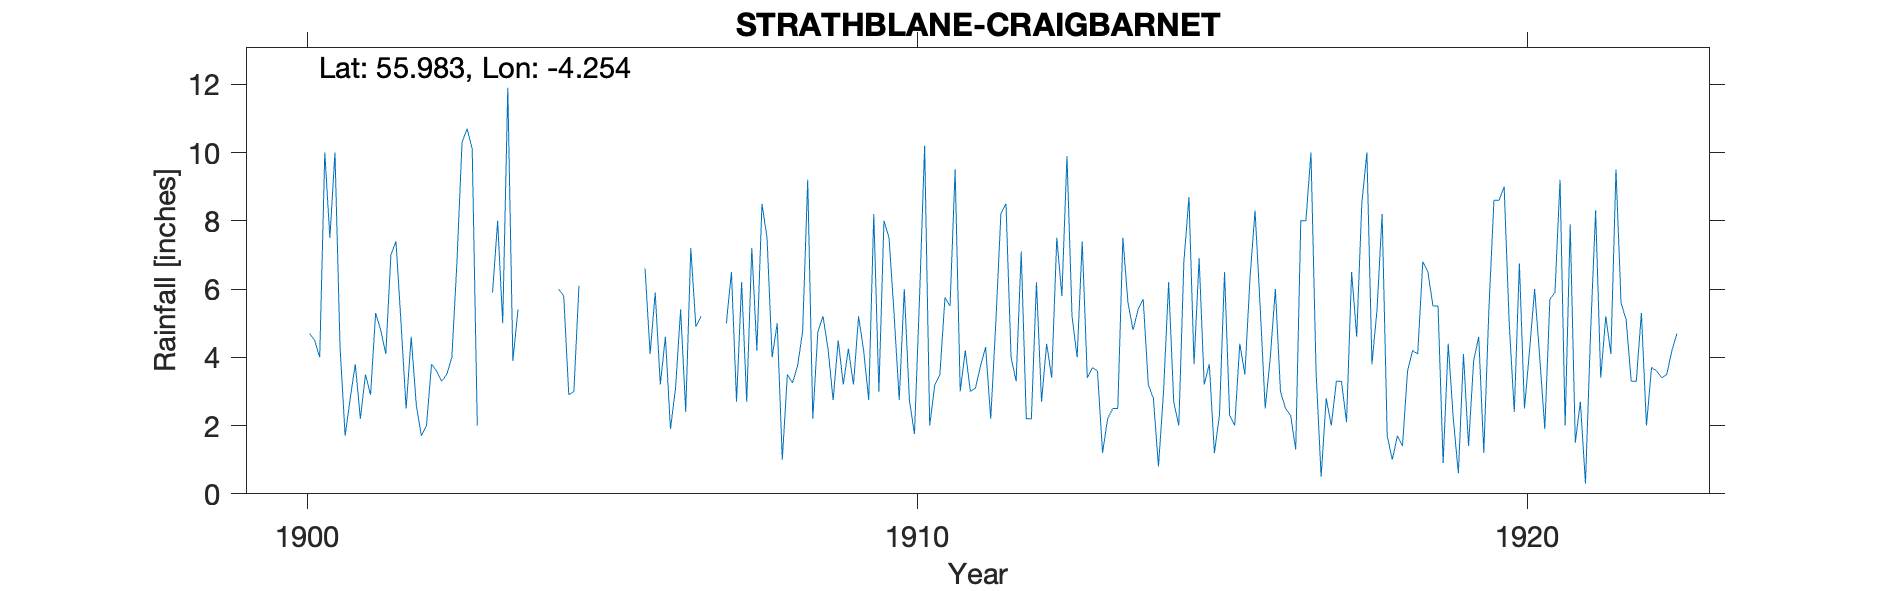 STRATHBLANE-CRAIGBARNET
Lat: 55.983, Lon: -4.254
12
10
8
6
4
2
0
Rainfall [inches]
1900 1910 1920
Year